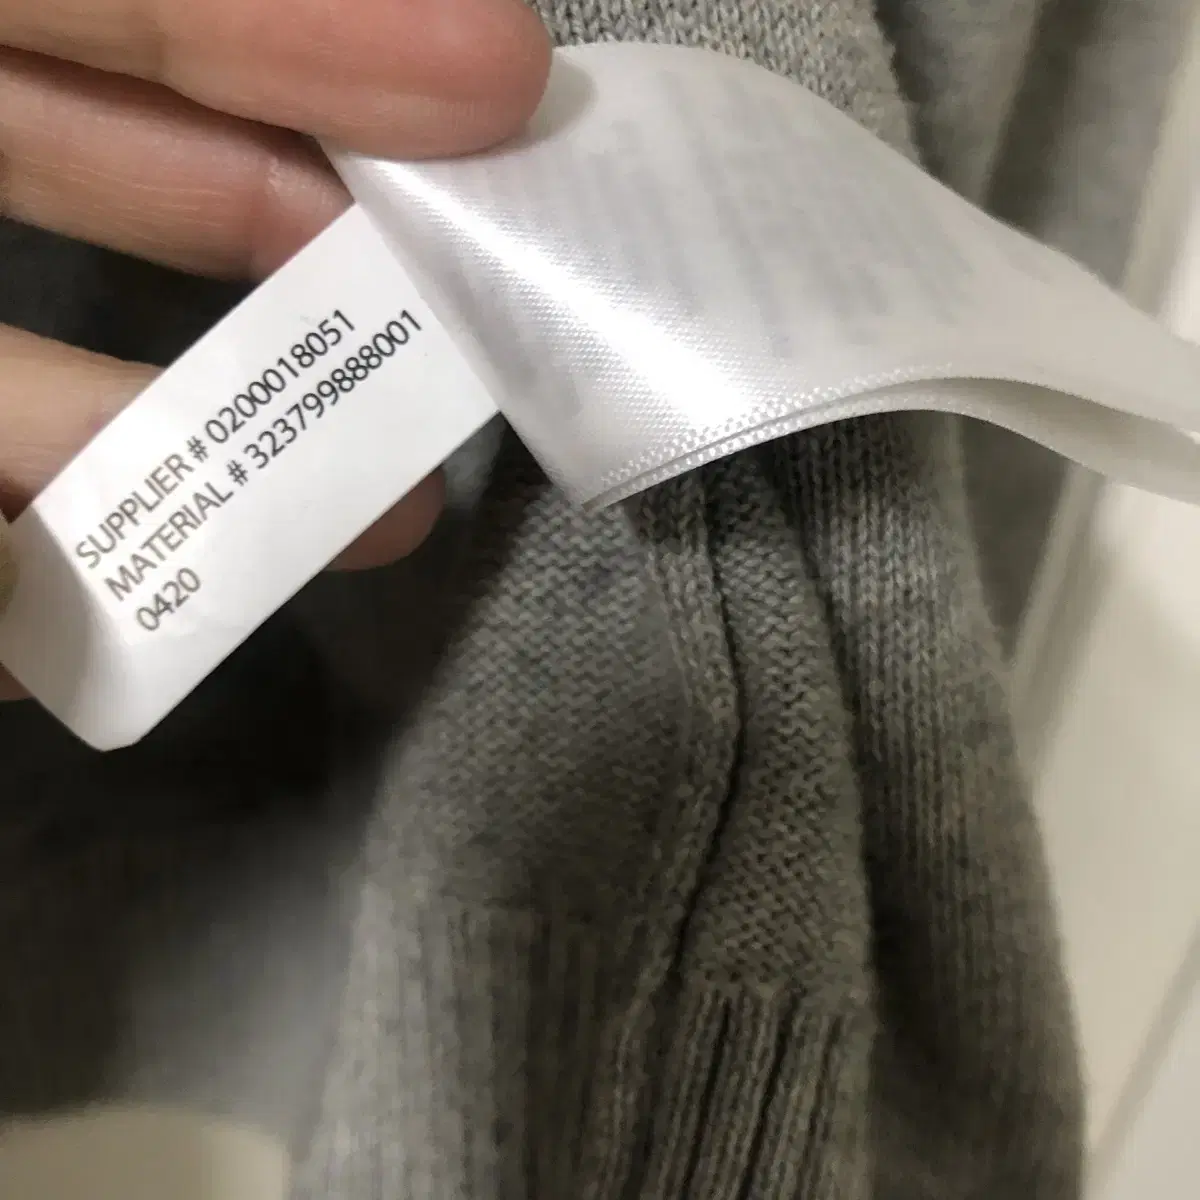 SUPPLIER # 0200018051
MATERIAL # 323799888001
0420